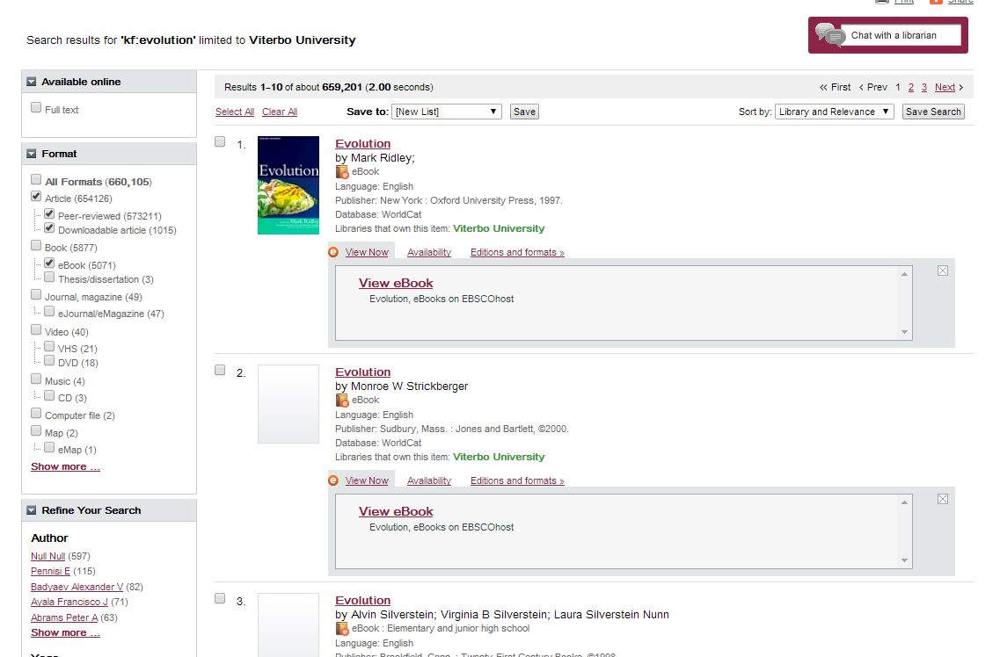 Print Share
Search results for 'kf:evolution' limited to Viterbo University
Chat with a librarian
Available online
Full text
Format
All Formats (660,105)
Article (654126)
Peer-reviewed (573211)
Downloadable article (1015)
Book (5877)
eBook (5071)
Thesis/dissertation (3)
Journal, magazine (49)
eJournal/eMagazine (47)
Video (40)
VHS (21)
DVD (18)
Music (4)
CD (3)
Computer file (2)
Map (2)
eMap (1)
Show more ...
Refine Your Search
Author
Null Null (597)
Pennisi E (115)
Badyaev Alexander V (82)
Ayala Francisco J (71)
Abrams Peter A (63)
Show more ...
Results 1-10 of about 659,201 (2.00 seconds)
« First < Prev 1 2 3 Next >
Select All Clear All Save to: [New List] Save
Sort by: Library and Relevance Save Search
1.
Evolution
Mark Ridley
Evolution
by Mark Ridley;
eBook
Language: English
Publisher: New York : Oxford University Press, 1997.
Database: WorldCat
Libraries that own this item: Viterbo University
View Now Availability Editions and formats »
View eBook
Evolution, eBooks on EBSCOhost
2.
Evolution
by Monroe W Strickberger
eBook
Language: English
Publisher: Sudbury, Mass. : Jones and Bartlett, ©2000.
Database: WorldCat
Libraries that own this item: Viterbo University
View Now Availability Editions and formats »
View eBook
Evolution, eBooks on EBSCOhost
3.
Evolution
by Alvin Silverstein; Virginia B Silverstein; Laura Silverstein Nunn
eBook : Elementary and junior high school
Language: English
Publisher: Brookfield, Conn. : Twenty-First Century Books, ©1998.